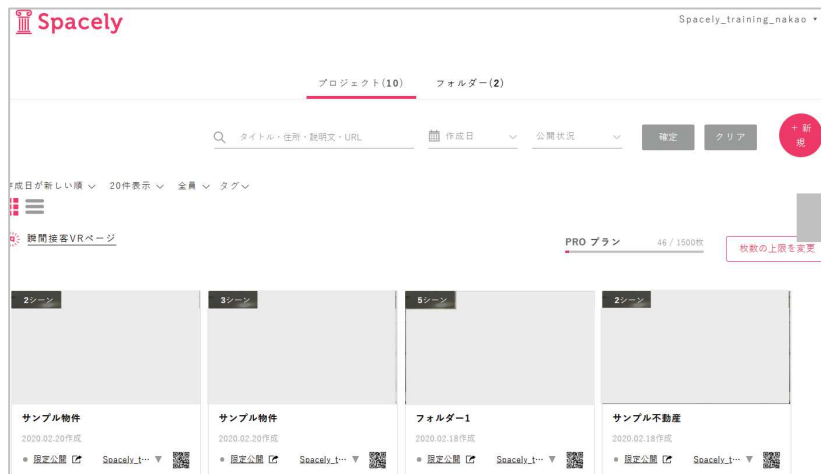 Spacely
Spacely_training_nakao ▾
プロジェクト(10) フォルダー(2)
タイトル・住所・説明文・URL 作成日 公開状況 確定 クリア + 新規
成日が新しい順 20件表示 全員 タグ
瞬間接客VRページ PRO プラン 46 / 1500枚 枚数の上限を変更
2シーン 3シーン 5シーン 2シーン
サンプル物件 サンプル物件 フォルダー1 サンプル不動産
2020.02.20作成 2020.02.20作成 2020.02.18作成 2020.02.18作成
限定公開 Spacely_t… ▼ 限定公開 Spacely_t… ▼ 限定公開 Spacely_t… ▼ 限定公開 Spacely_t… ▼